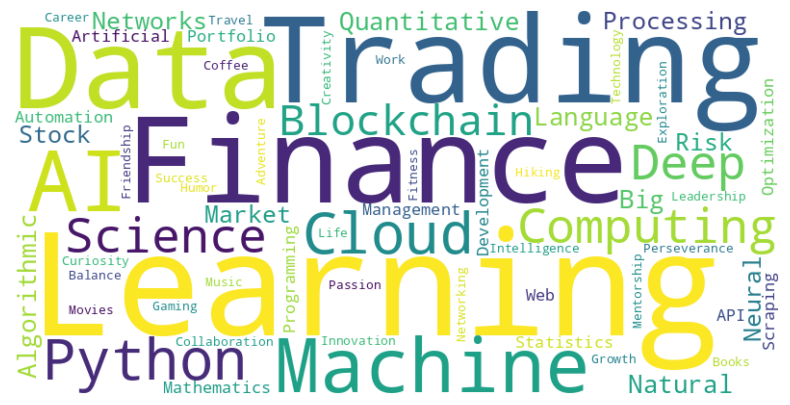 Career
Networks
Travel
Quantitative
Processing
Artificial
Portfolio
Data
Trading
Coffee
Creativity
Work
Technology
Exploration
Automation
Blockchain
Language
Stock
Friendship
Fun
Adventure
Finance
Risk
Optimization
AI
Success
Humor
Fitness
Hiking
Deep
Market
Management
Development
Big
Leadership
Algorithmic
Science
Programming
Life
Cloud
Computing
Curiosity
Intelligence
Perseverance
Balance
Music
Passion
Learning
Networking
Web
Mentorship
Neural
Scraping
Movies
Gaming
API
Python
Collaboration
Innovation
Statistics
Machine
Growth
Books
Mathematics
Natural